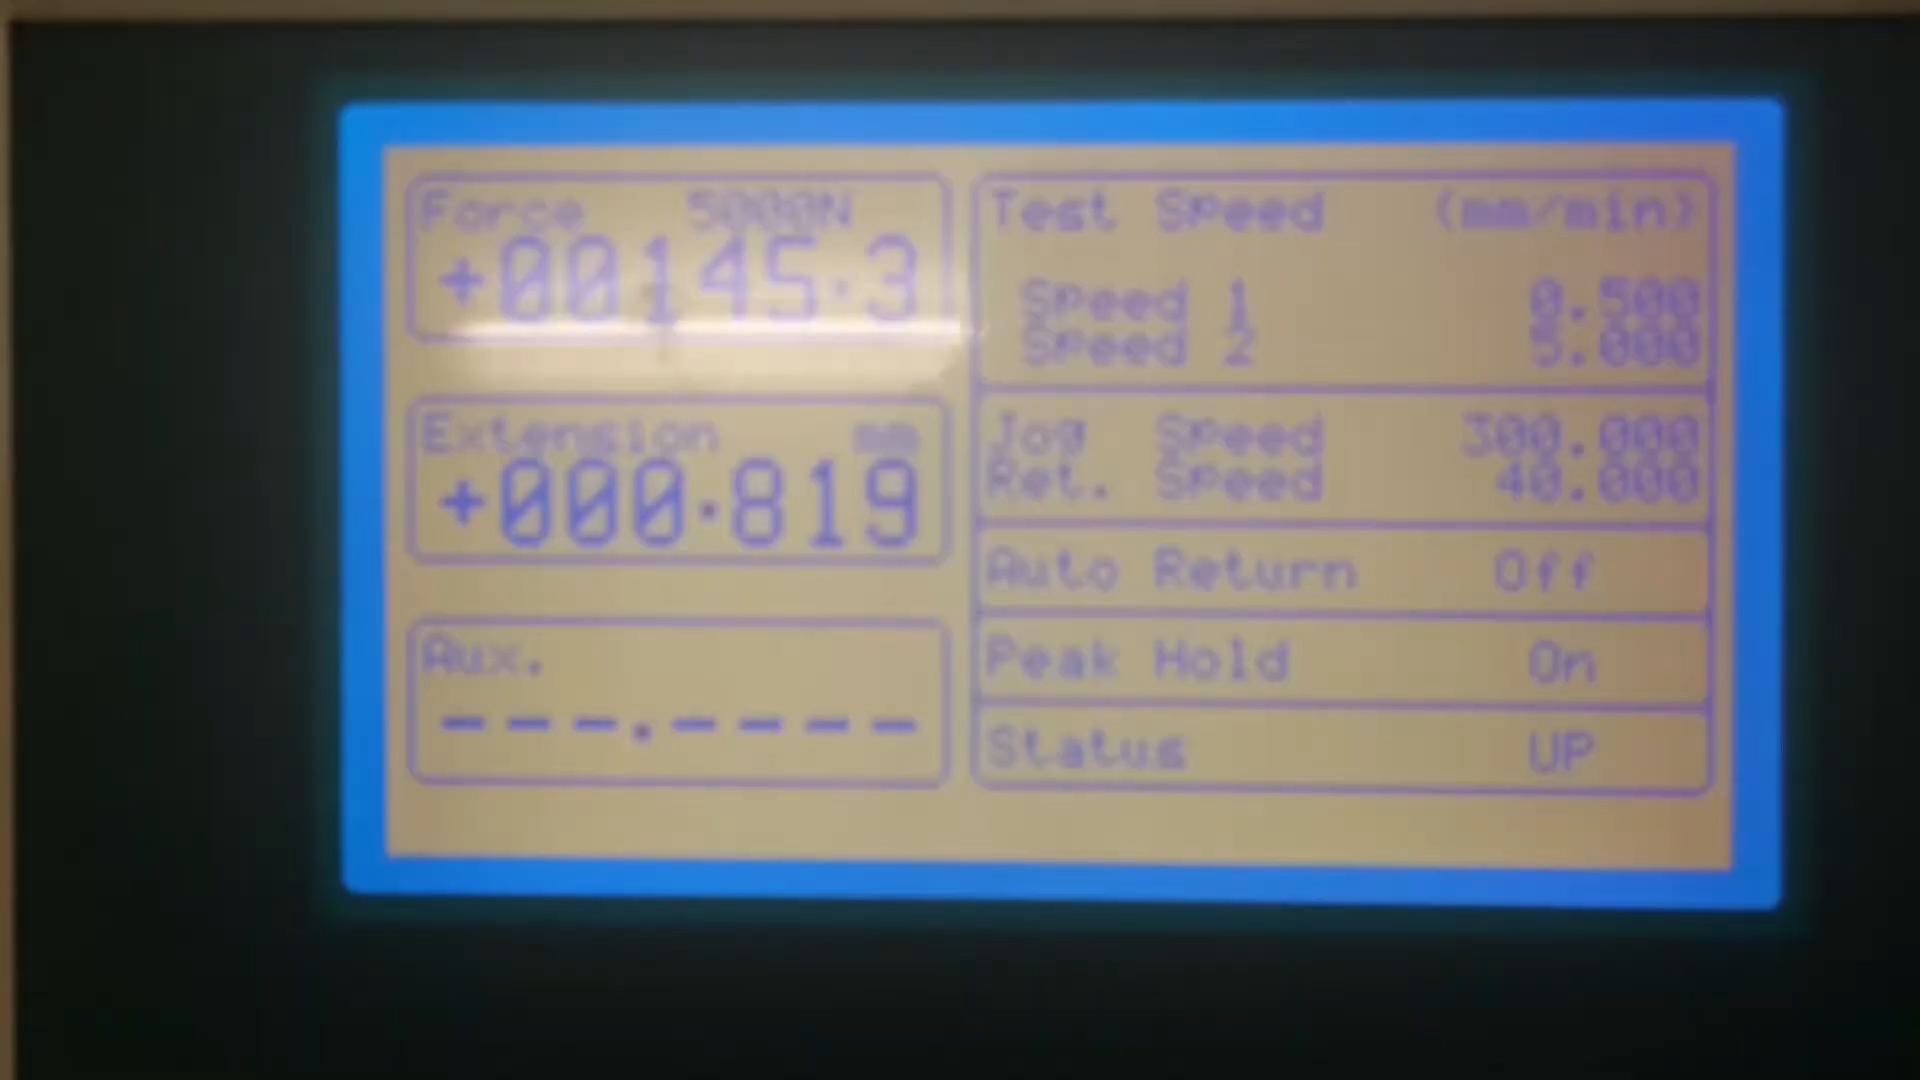 Force 5000N
+00145.3
Extension mm
+000.819
Aux.
---.----
Test Speed (mm/min)
Speed 1 0.500
Speed 2 5.000
Jog Speed 300.000
Ret. Speed 40.000
Auto Return Off
Peak Hold On
Status UP